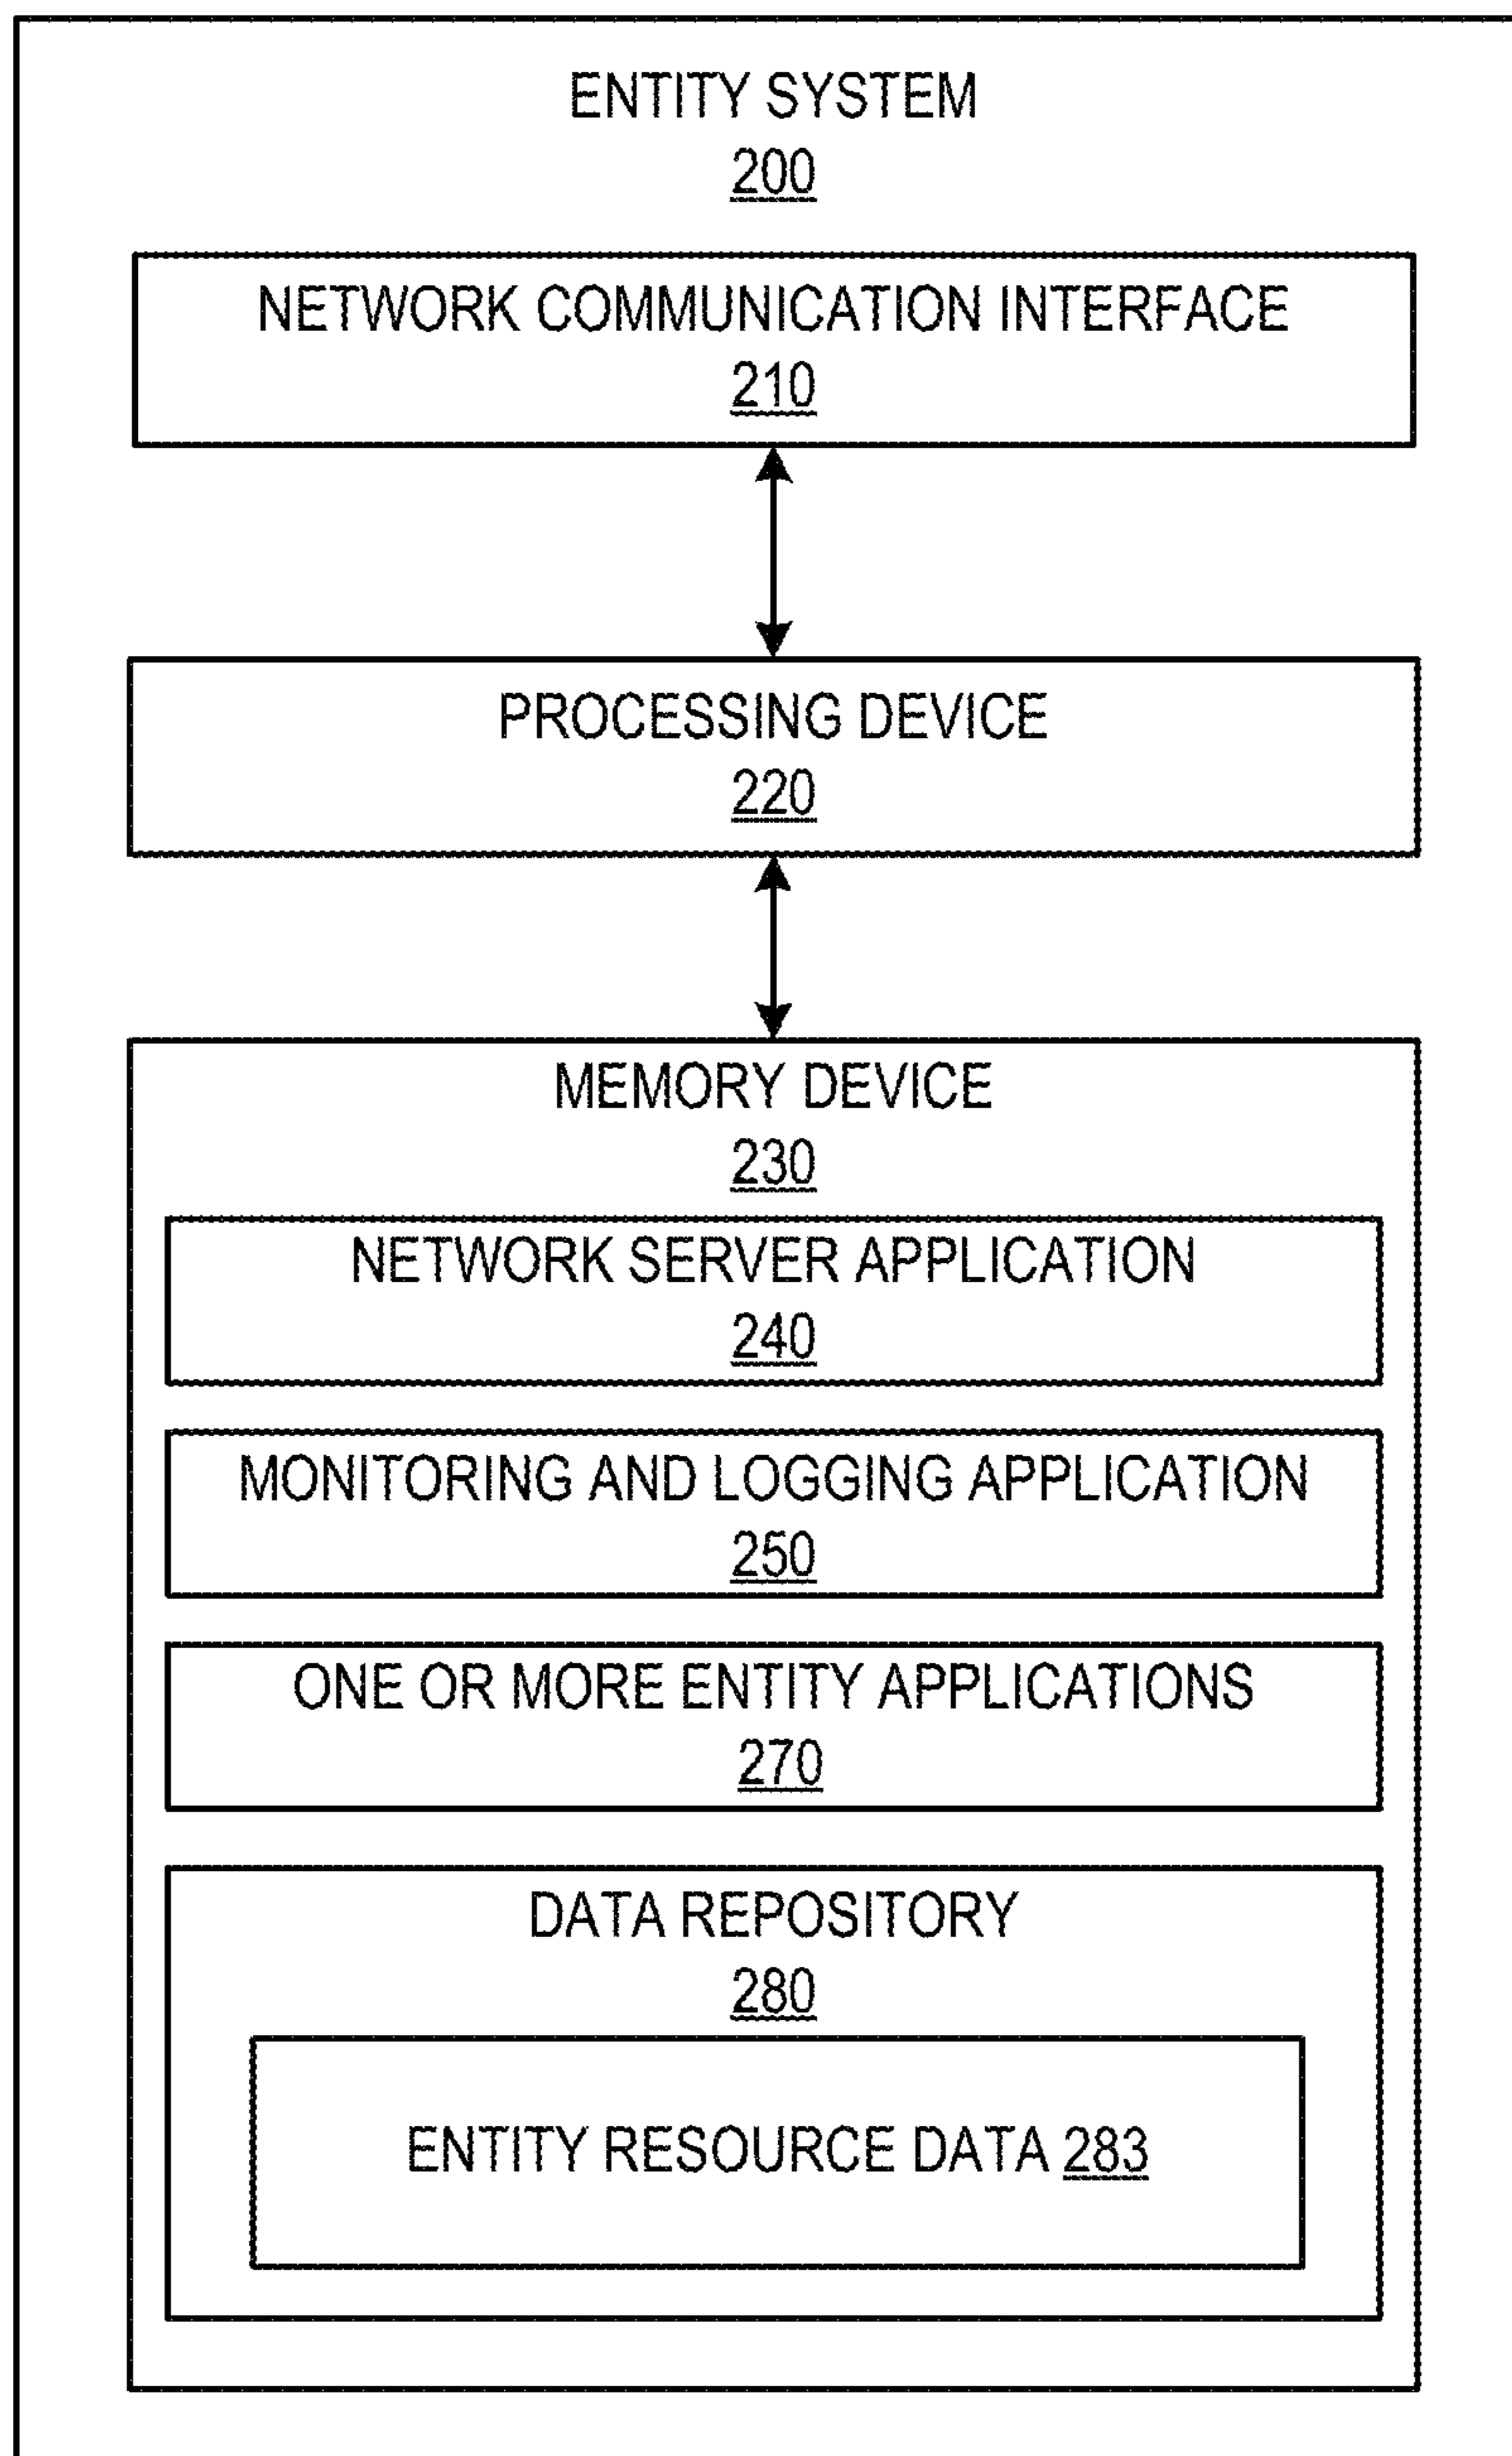 ENTITY SYSTEM
200
NETWORK COMMUNICATION INTERFACE
210
PROCESSING DEVICE
220
MEMORY DEVICE
230
NETWORK SERVER APPLICATION
240
MONITORING AND LOGGING APPLICATION
250
ONE OR MORE ENTITY APPLICATIONS
270
DATA REPOSITORY
280
ENTITY RESOURCE DATA 283